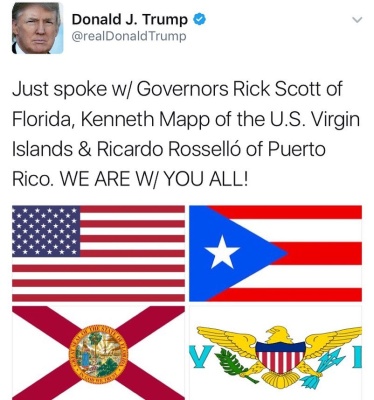 Donald J. Trump
@realDonaldTrump
Just spoke w/ Governors Rick Scott of
Florida, Kenneth Mapp of the U.S. Virgin
Islands & Ricardo Rosselló of Puerto
Rico. WE ARE W/ YOU ALL!
V I